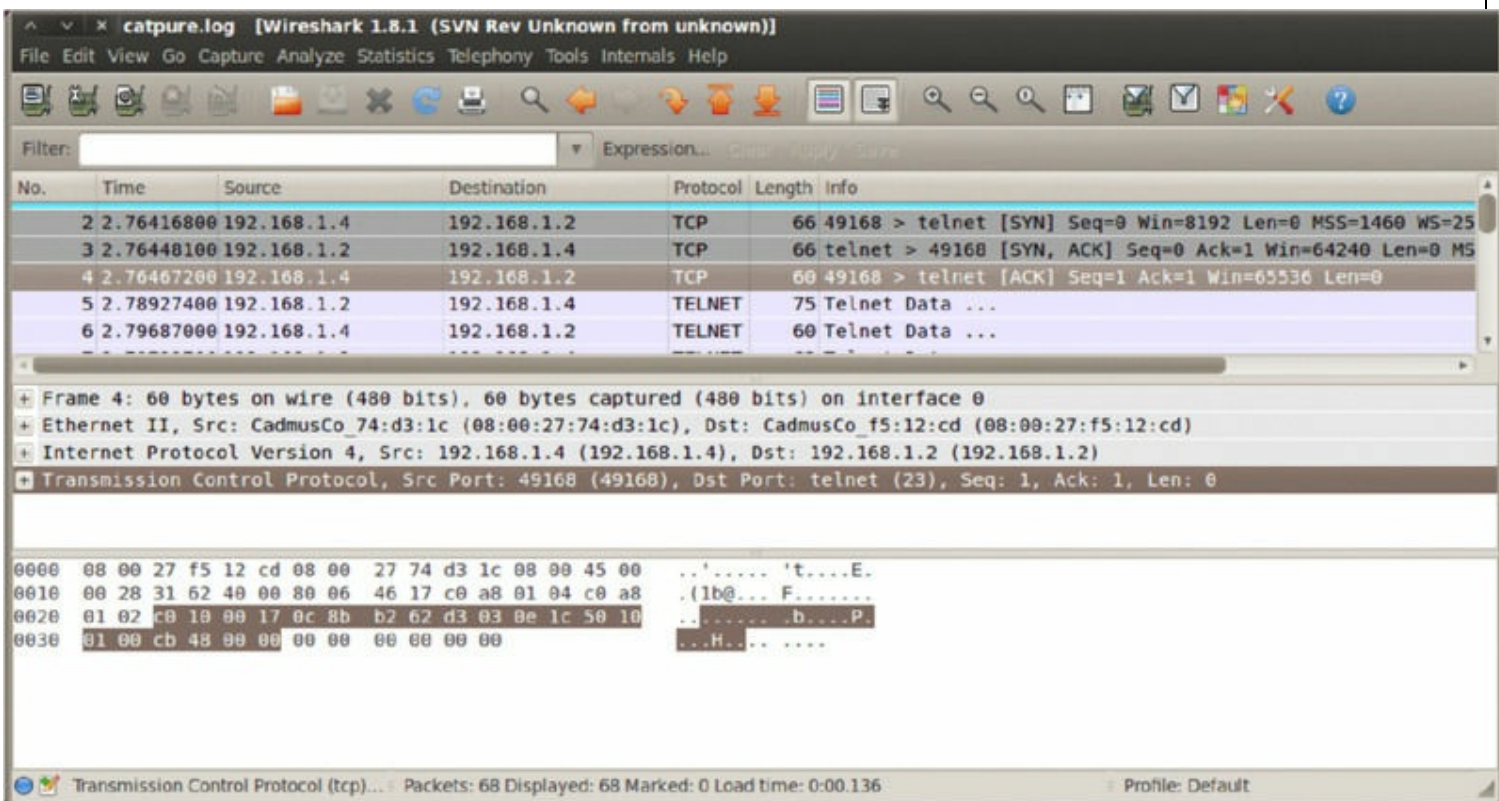 catpure.log [Wireshark 1.8.1 (SVN Rev Unknown from unknown)]
File Edit View Go Capture Analyze Statistics Telephony Tools Internals Help
Filter: Expression... Clear Apply Save
No. Time Source Destination Protocol Length Info
2 2.76416800 192.168.1.4 192.168.1.2 TCP 66 49168 > telnet [SYN] Seq=0 Win=8192 Len=0 MSS=1460 WS=25
3 2.76448100 192.168.1.2 192.168.1.4 TCP 66 telnet > 49168 [SYN, ACK] Seq=0 Ack=1 Win=64240 Len=0 MS
4 2.76467200 192.168.1.4 192.168.1.2 TCP 60 49168 > telnet [ACK] Seq=1 Ack=1 Win=65536 Len=0
5 2.78927400 192.168.1.2 192.168.1.4 TELNET 75 Telnet Data ...
6 2.79687000 192.168.1.4 192.168.1.2 TELNET 60 Telnet Data ...
+ Frame 4: 60 bytes on wire (480 bits), 60 bytes captured (480 bits) on interface 0
+ Ethernet II, Src: CadmusCo_74:d3:1c (08:00:27:74:d3:1c), Dst: CadmusCo_f5:12:cd (08:00:27:f5:12:cd)
+ Internet Protocol Version 4, Src: 192.168.1.4 (192.168.1.4), Dst: 192.168.1.2 (192.168.1.2)
+ Transmission Control Protocol, Src Port: 49168 (49168), Dst Port: telnet (23), Seq: 1, Ack: 1, Len: 0
0000 08 00 27 f5 12 cd 08 00 27 74 d3 1c 08 00 45 00 ..'..... 't....E.
0010 00 28 31 62 40 00 80 06 46 17 c0 a8 01 04 c0 a8 .(1b@... F.......
0020 01 02 c0 10 00 17 0c 8b b2 62 d3 03 0e 1c 50 10 ........ .b....P.
0030 01 00 cb 48 00 00 00 00 00 00 00 00 ...H.... ....
Transmission Control Protocol (tcp)... Packets: 68 Displayed: 68 Marked: 0 Load time: 0:00.136 Profile: Default